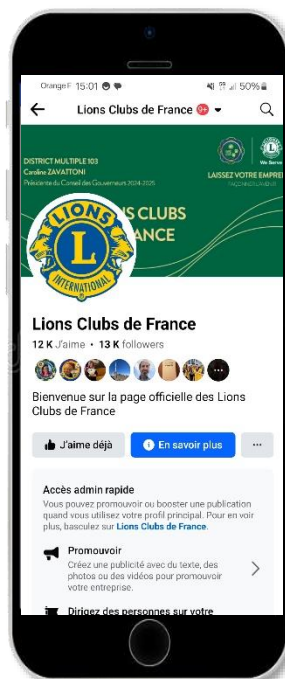 Orange F 15:01 50%
Lions Clubs de France 9+
DISTRICT MULTIPLE 103
Caroline ZAVATTONI
Présidente du Conseil des Gouverneurs 2024-2025
We Serve
LAISSEZ VOTRE EMPREI
FAÇONNEZ L'AVENIR
NS CLUBS
ANCE
LIONS
L
INTERNATIONAL
Lions Clubs de France
12 K J'aime • 13 K followers
Bienvenue sur la page officielle des Lions
Clubs de France
J'aime déjà
En savoir plus
Accès admin rapide
Vous pouvez promouvoir ou booster une publication
quand vous utilisez votre profil principal. Pour en voir
plus, basculez sur Lions Clubs de France.
Promouvoir
Créez une publicité avec du texte, des
photos ou des vidéos pour promouvoir
votre entreprise.
Dirigez des personnes sur votre